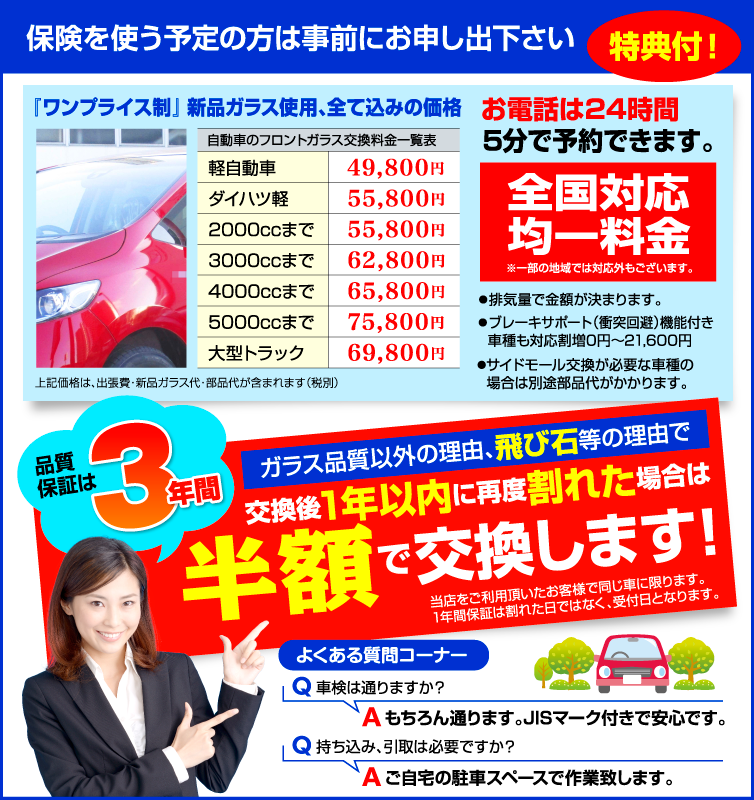 保険を使う予定の方は事前にお申し出下さい
特典付!
『ワンプライス制』新品ガラス使用、全て込みの価格
自動車のフロントガラス交換料金一覧表
軽自動車 49,800円
ダイハツ軽 55,800円
2000ccまで 55,800円
3000ccまで 62,800円
4000ccまで 65,800円
5000ccまで 75,800円
大型トラック 69,800円
上記価格は、出張費・新品ガラス代・部品代が含まれます(税別)
お電話は24時間
5分で予約できます。
全国対応
均一料金
※一部の地域では対応外もございます。
●排気量で金額が決まります。
●ブレーキサポート(衝突回避)機能付き
車種も対応割増0円〜21,600円
●サイドモール交換が必要な車種の
場合は別途部品代がかかります。
品質
保証は
3年間
ガラス品質以外の理由、飛び石等の理由で
交換後1年以内に再度割れた場合は
半額で交換します!
当店をご利用頂いたお客様で同じ車に限ります。
1年間保証は割れた日ではなく、受付日となります。
よくある質問コーナー
Q 車検は通りますか?
A もちろん通ります。JISマーク付きで安心です。
Q 持ち込み、引取は必要ですか?
A ご自宅の駐車スペースで作業致します。